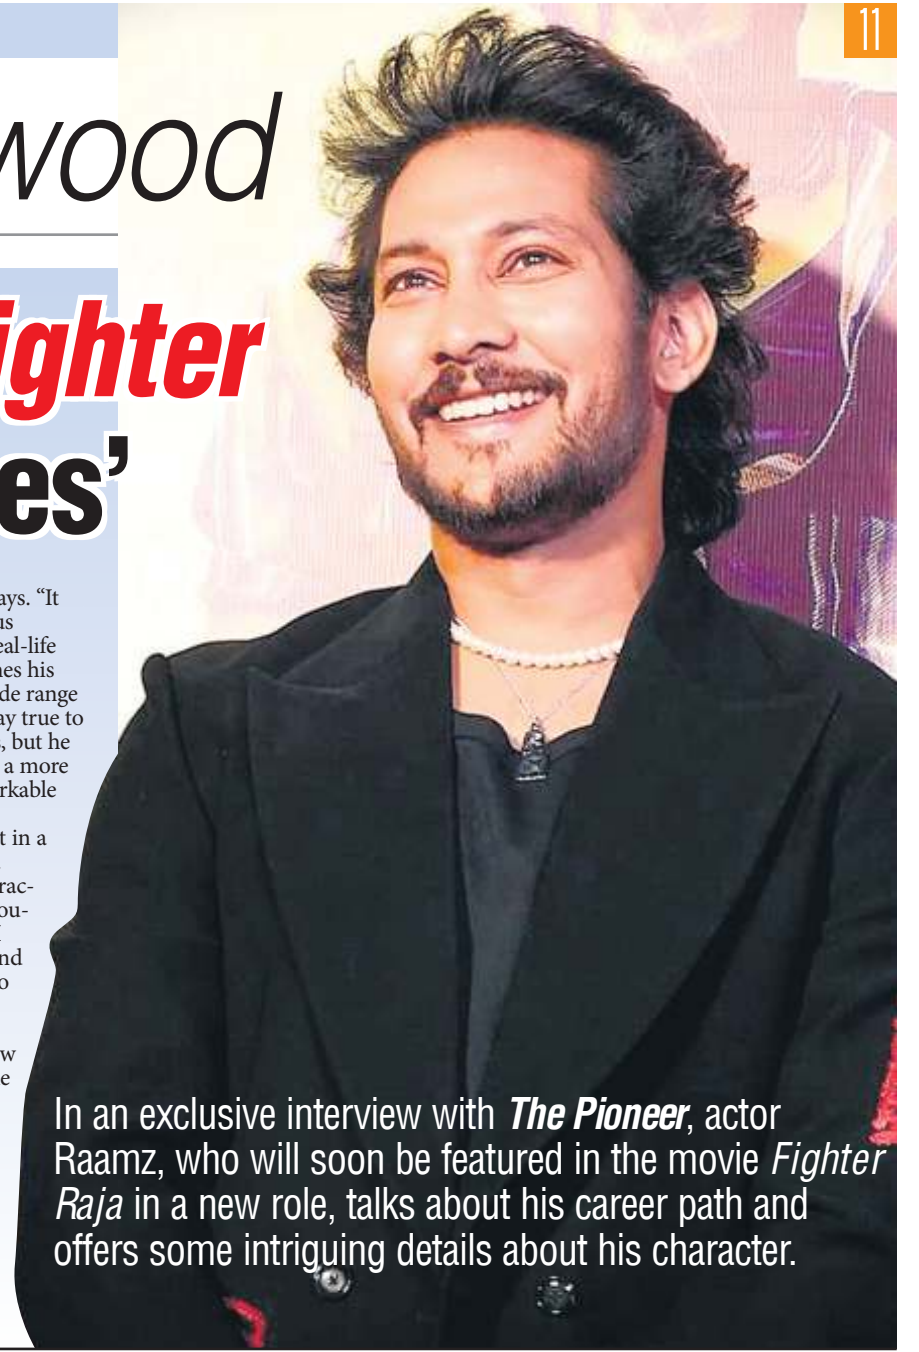 11
wood
ighter
es’
ays. “It
us
eal-life
nes his
de range
ay true to
, but he
a more
rkable
t in a
rac-
ou-
nd
o
w
e
In an exclusive interview with The Pioneer, actor
Raamz, who will soon be featured in the movie Fighter
Raja in a new role, talks about his career path and
offers some intriguing details about his character.